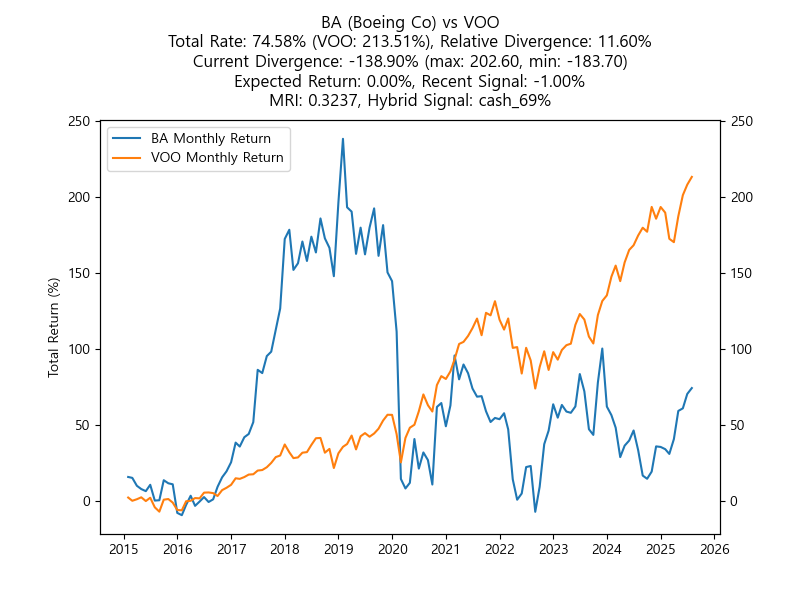 BA (Boeing Co) vs VOO
Total Rate: 74.58% (VOO: 213.51%), Relative Divergence: 11.60%
Current Divergence: -138.90% (max: 202.60, min: -183.70)
Expected Return: 0.00%, Recent Signal: -1.00%
MRI: 0.3237, Hybrid Signal: cash_69%
BA Monthly Return
VOO Monthly Return
Total Return (%)
250
200
150
100
50
0
250
200
150
100
50
0
2015 2016 2017 2018 2019 2020 2021 2022 2023 2024 2025 2026